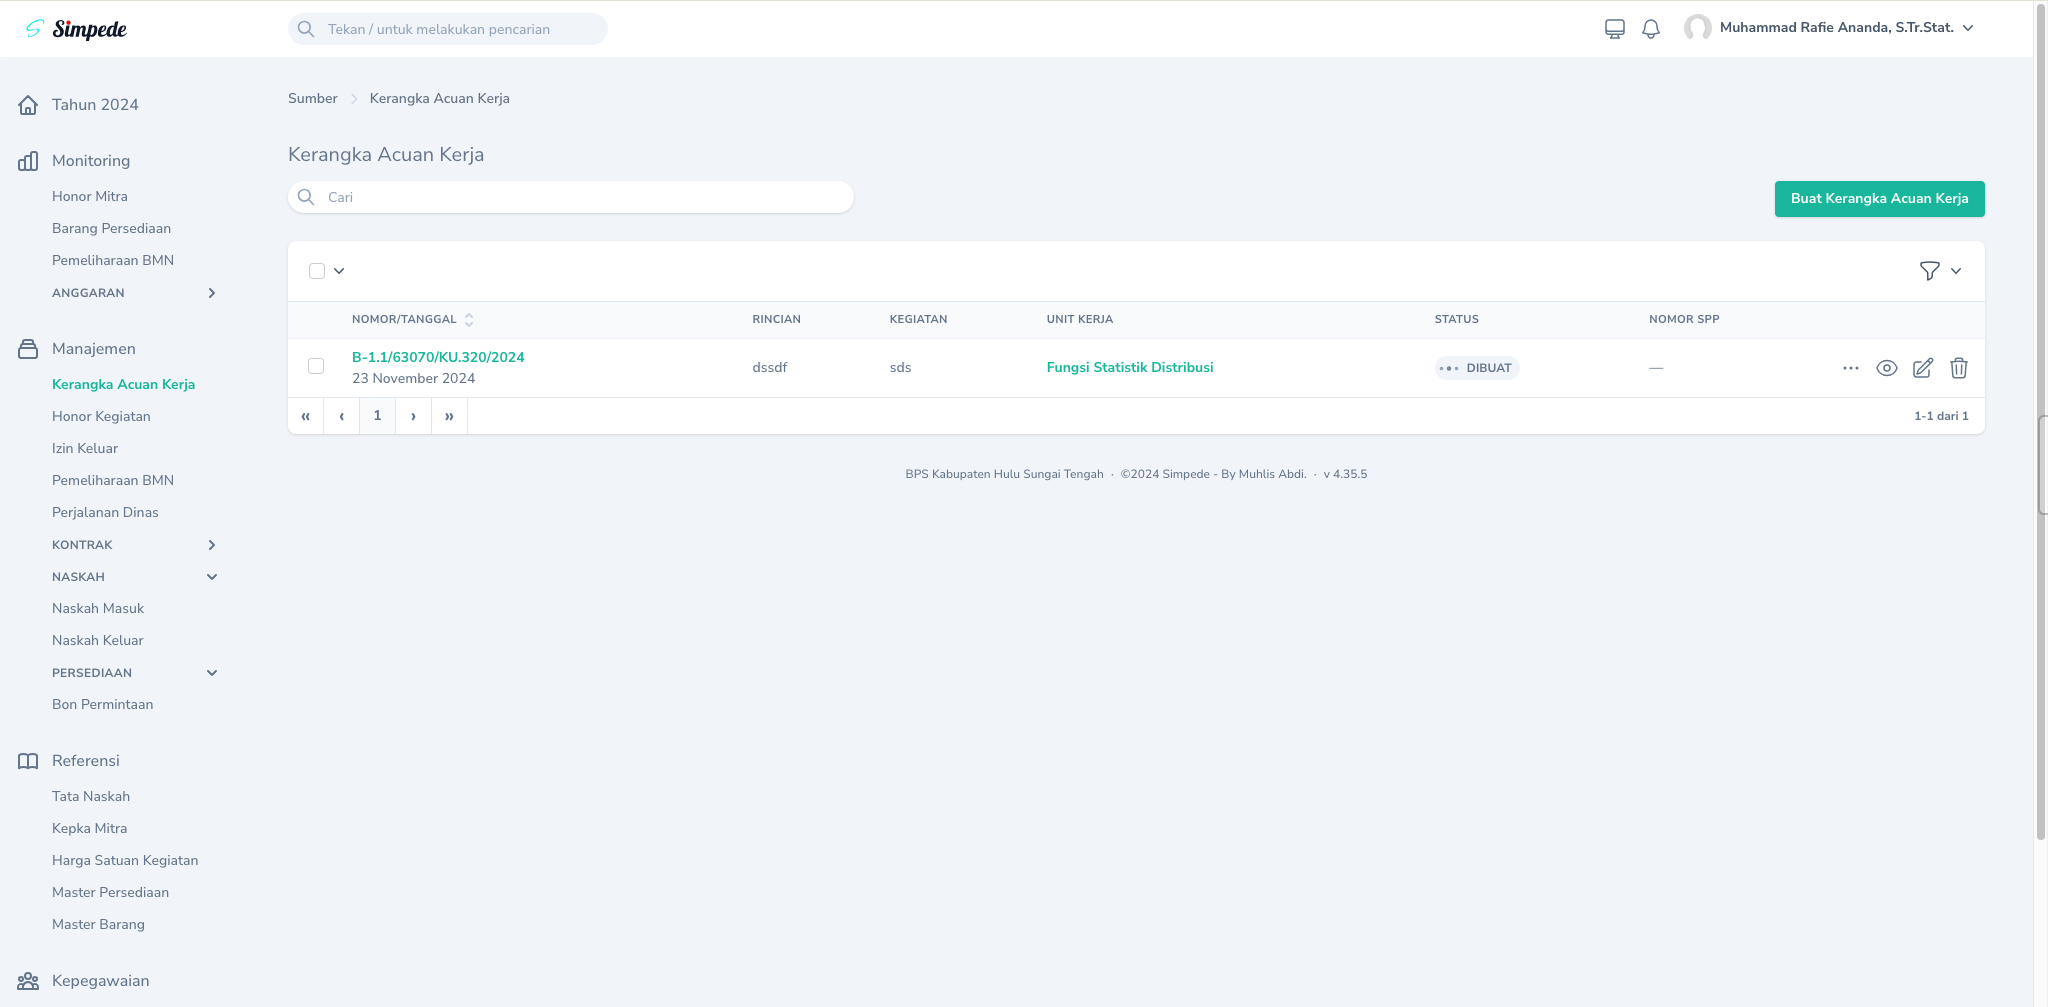 Simpede
Tekan / untuk melakukan pencarian
Muhammad Rafie Ananda, S.Tr.Stat.
Tahun 2024
Monitoring
Honor Mitra
Barang Persediaan
Pemeliharaan BMN
ANGGARAN
Manajemen
Kerangka Acuan Kerja
Honor Kegiatan
Izin Keluar
Pemeliharaan BMN
Perjalanan Dinas
KONTRAK
NASKAH
Naskah Masuk
Naskah Keluar
PERSEDIAAN
Bon Permintaan
Referensi
Tata Naskah
Kepka Mitra
Harga Satuan Kegiatan
Master Persediaan
Master Barang
Kepegawaian
Sumber Kerangka Acuan Kerja
Kerangka Acuan Kerja
Cari
Buat Kerangka Acuan Kerja
NOMOR/TANGGAL RINCIAN KEGIATAN UNIT KERJA STATUS NOMOR SPP
B-1.1/63070/KU.320/2024
23 November 2024
dssdf sds Fungsi Statistik Distribusi DIBUAT —
« ‹ 1 › » 1-1 dari 1
BPS Kabupaten Hulu Sungai Tengah · ©2024 Simpede - By Muhlis Abdi. · v 4.35.5